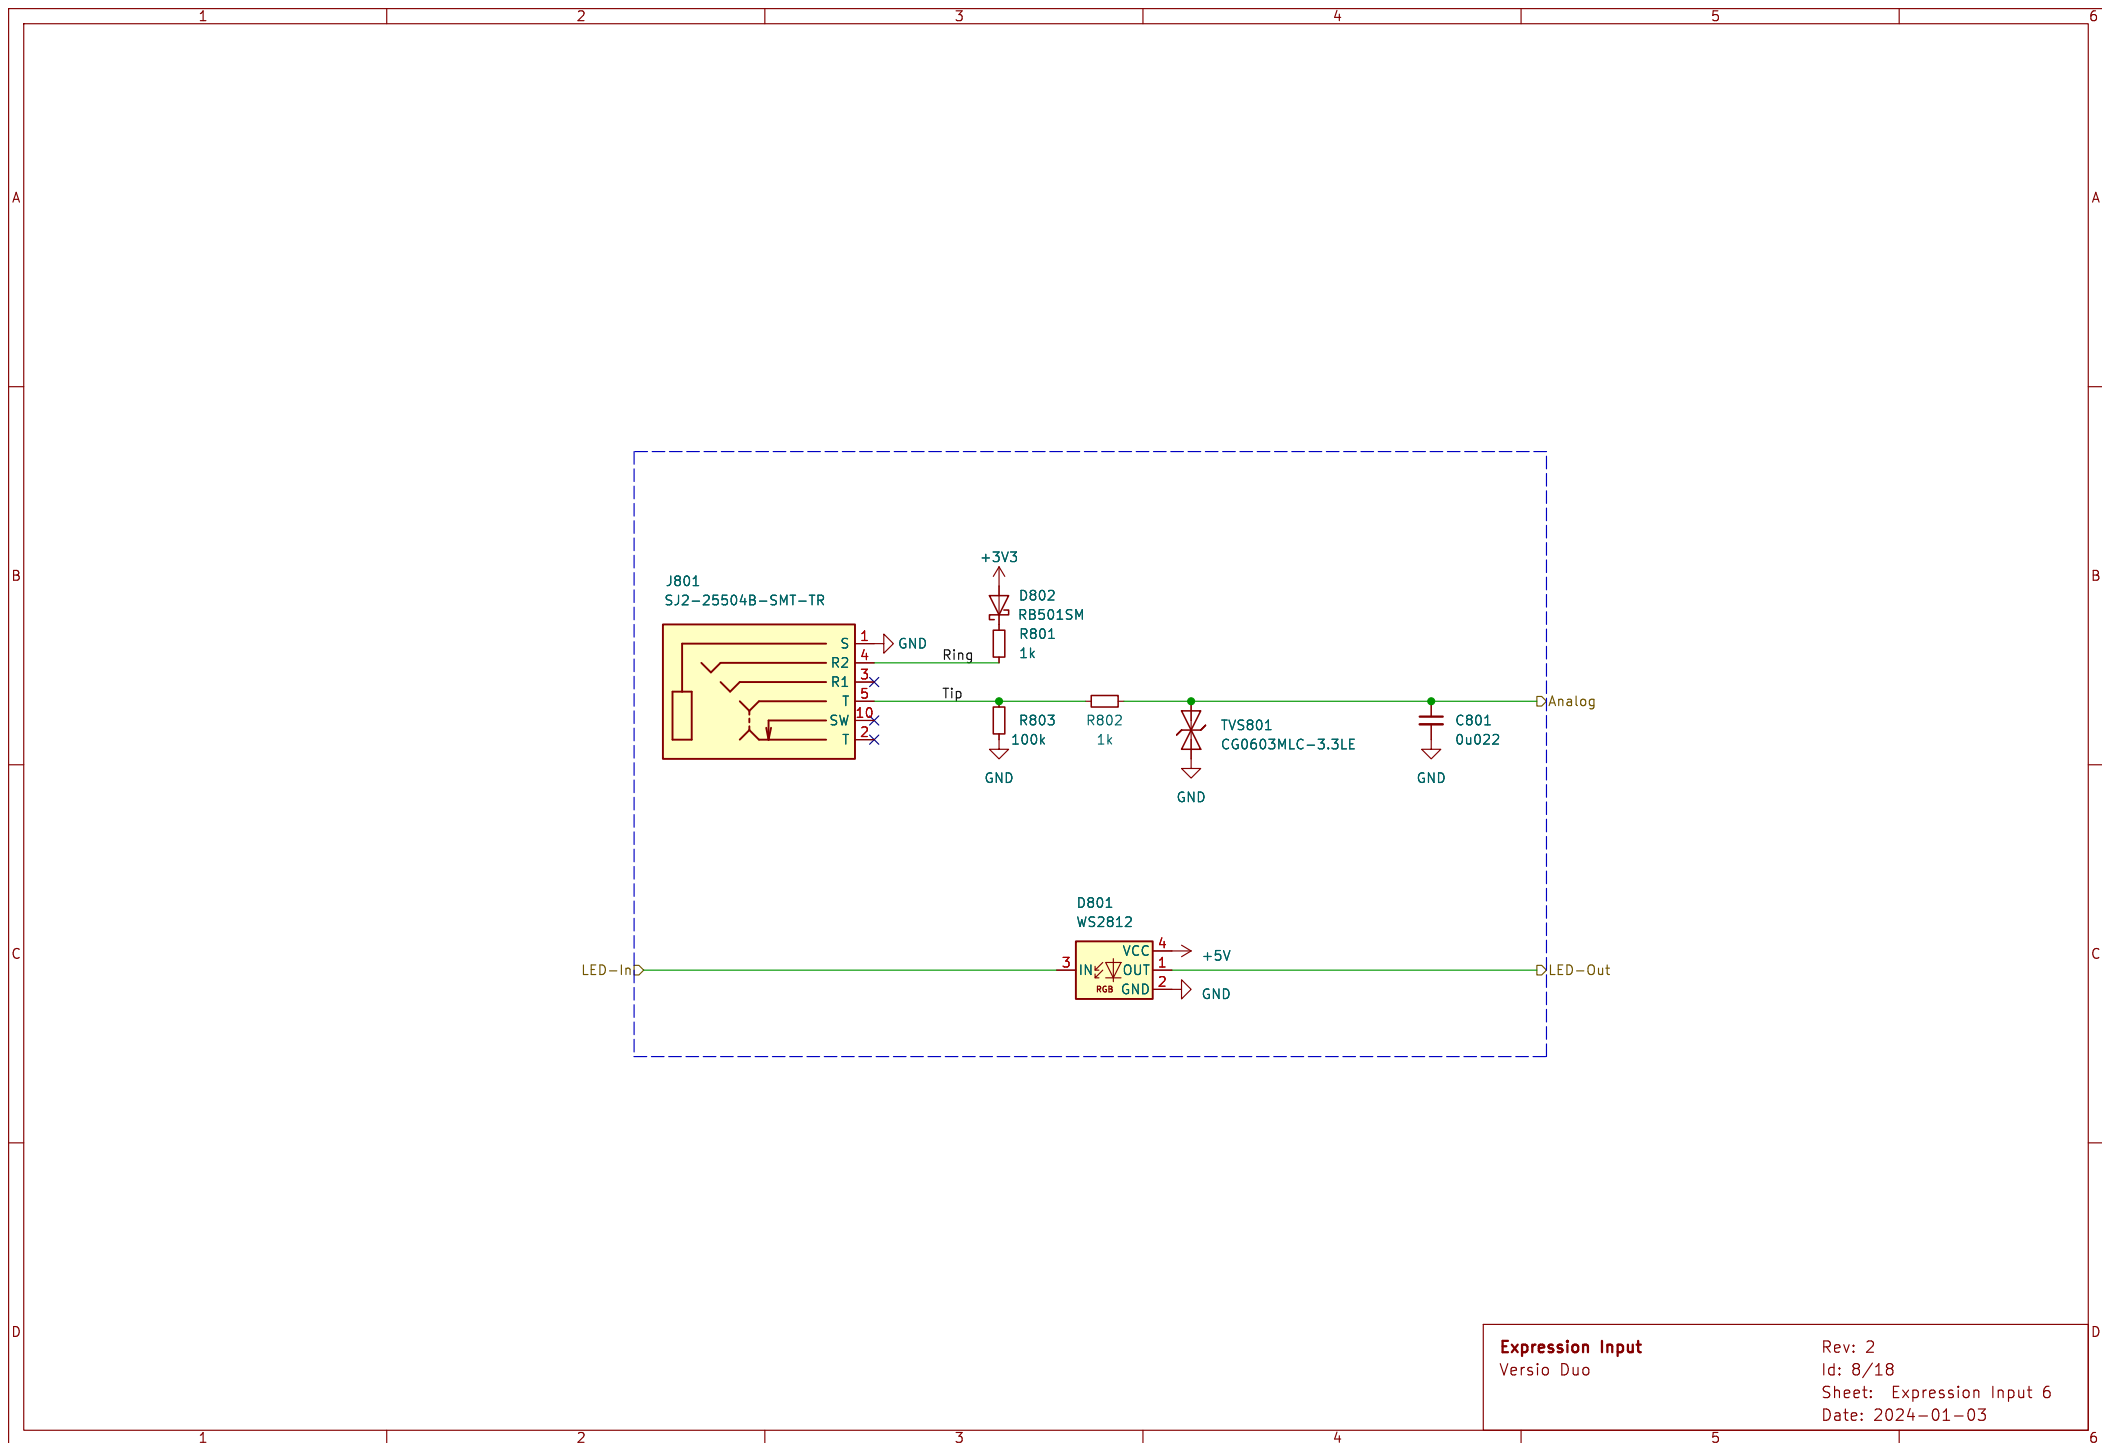 1 2 3 4 5 6
A A
B B
+3V3
J801
SJ2-25504B-SMT-TR
D802
RB501SM
R801
1k
S 1 GND
R2 4 Ring
R1 3
T 5 Tip
SW 10
T 2
R803
100k
GND
R802
1k
TVS801
CG0603MLC-3.3LE
GND
C801
0u022
GND
Analog
C C
D801
WS2812
VCC 4 +5V
LED-In 3 IN OUT 1 LED-Out
RGB GND 2 GND
D D
Expression Input
Versio Duo
Rev: 2
Id: 8/18
Sheet: Expression Input 6
Date: 2024-01-03
1 2 3 4 5 6